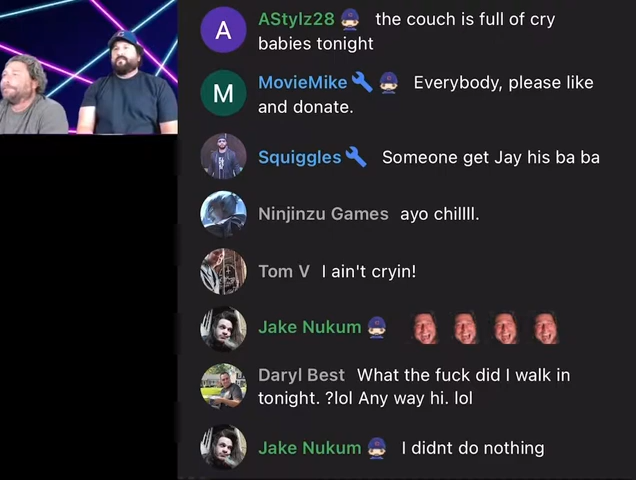 A AStylz28 the couch is full of cry
babies tonight
M MovieMike Everybody, please like
and donate.
Squiggles Someone get Jay his ba ba
Ninjinzu Games ayo chillll.
Tom V I ain't cryin!
Jake Nukum
Daryl Best What the fuck did I walk in
tonight. ?lol Any way hi. lol
Jake Nukum I didnt do nothing